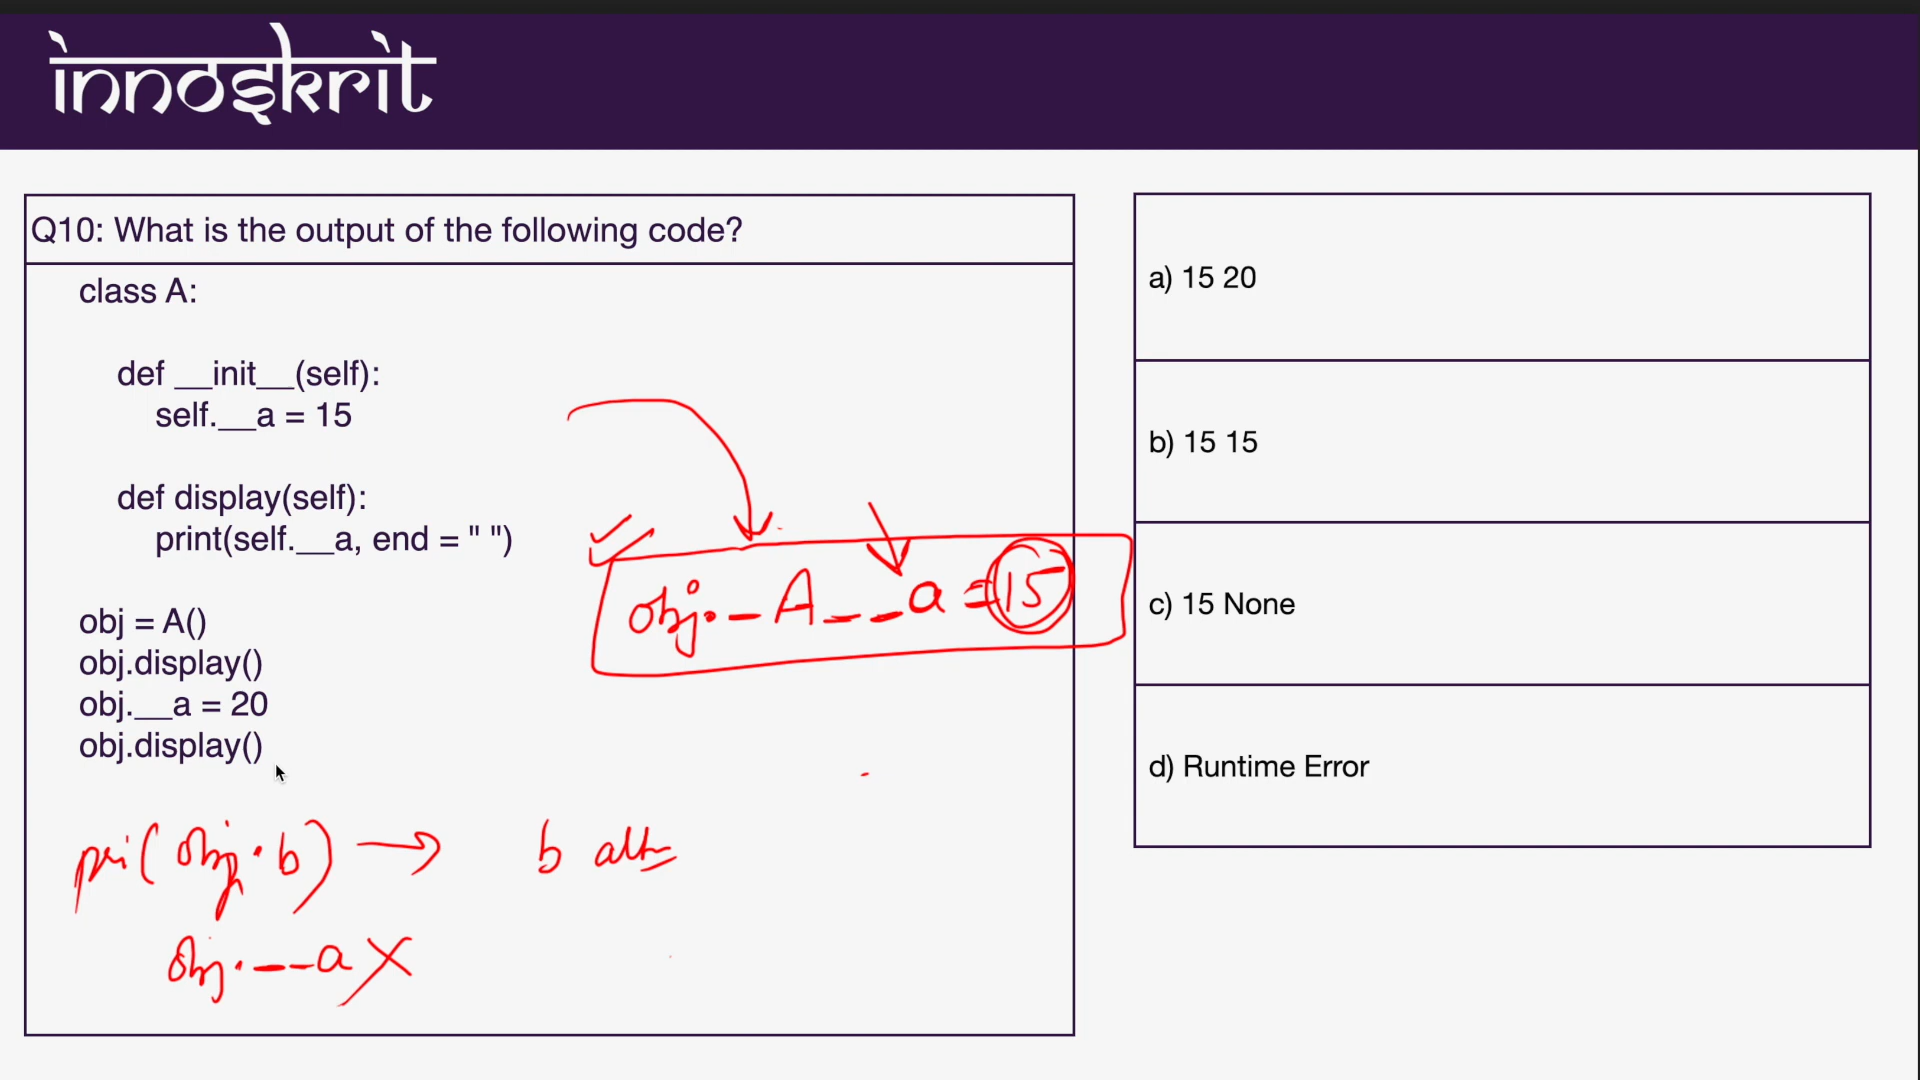 innoskrit
Q10: What is the output of the following code?
class A:
def __init__(self):
self.__a = 15
def display(self):
print(self.__a, end = " ")
obj = A()
obj.display()
obj.__a = 20
obj.display()
obj._A__a = 15
pri(obj.b) → b
obj.__a X
a) 15 20
b) 15 15
c) 15 None
d) Runtime Error